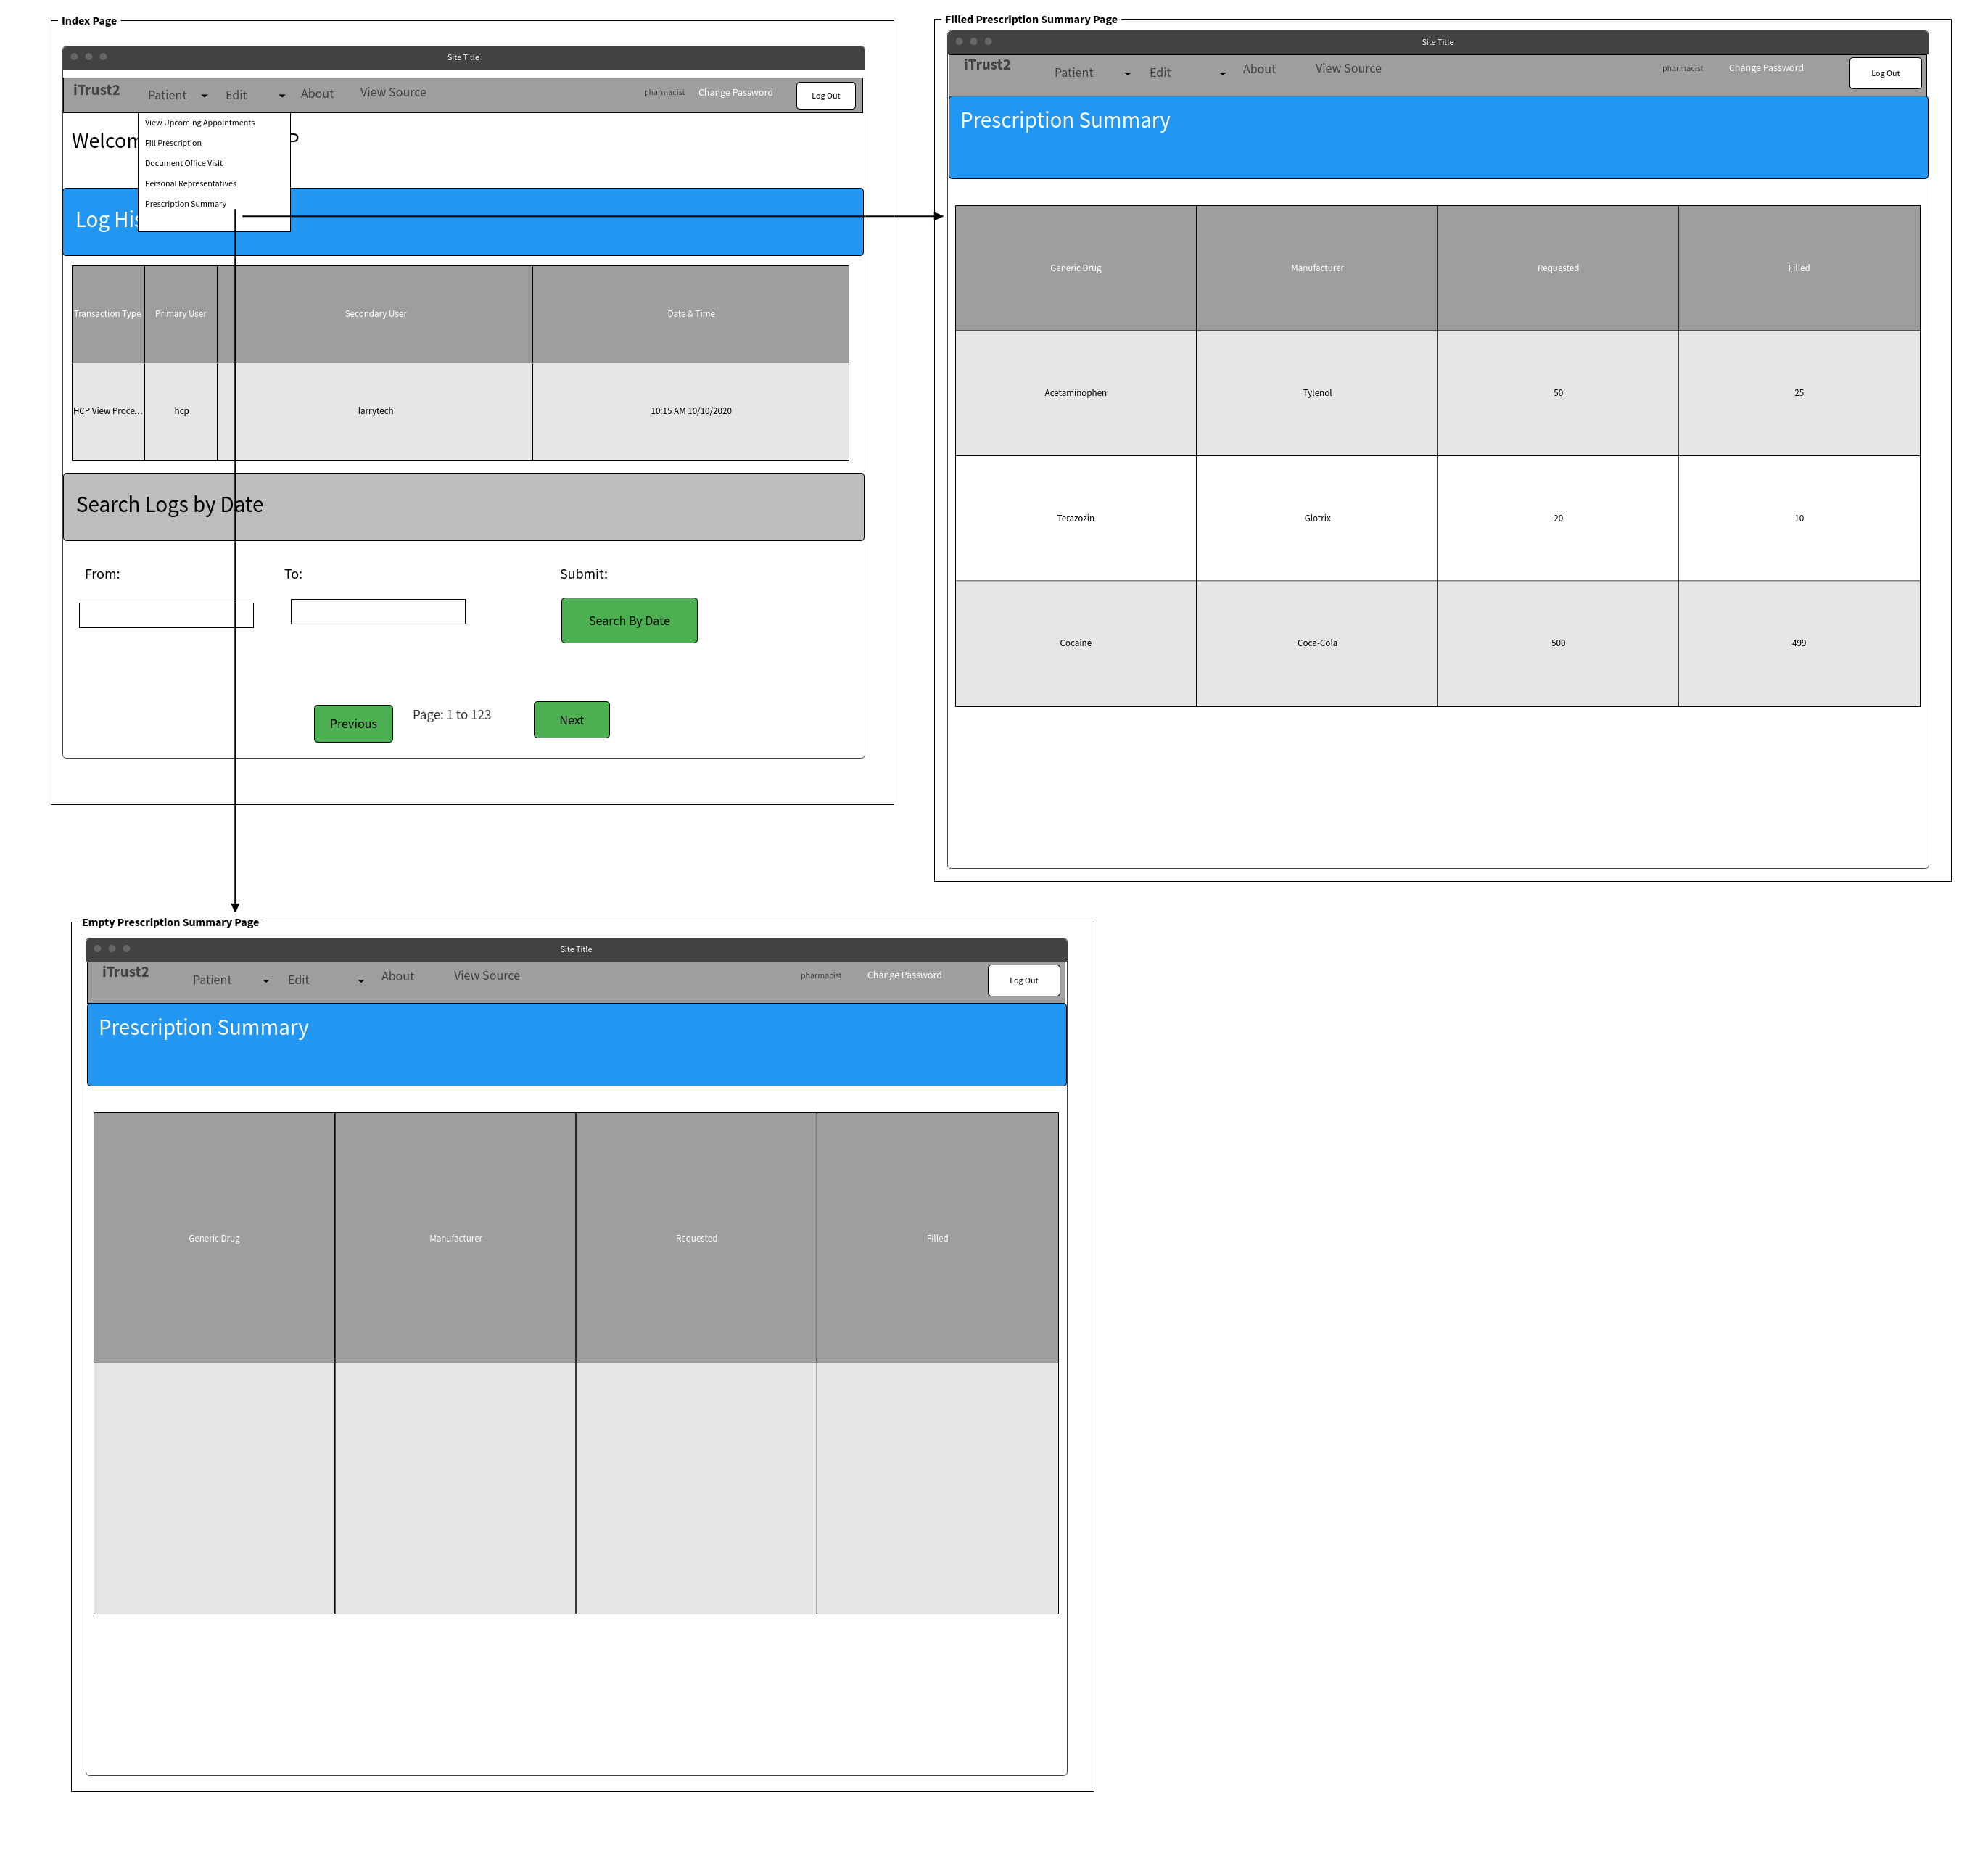 Index Page
Site Title
iTrust2 Patient Edit About View Source pharmacist Change Password Log Out
View Upcoming Appointments
Fill Prescription
Document Office Visit
Personal Representatives
Prescription Summary
Welcom P
Log His
Transaction Type Primary User Secondary User Date & Time
HCP View Proce... hcp larrytech 10:15 AM 10/10/2020
Search Logs by Date
From: To: Submit:
Search By Date
Previous Page: 1 to 123 Next
Filled Prescription Summary Page
Site Title
iTrust2 Patient Edit About View Source pharmacist Change Password Log Out
Prescription Summary
Generic Drug Manufacturer Requested Filled
Acetaminophen Tylenol 50 25
Terazozin Glotrix 20 10
Cocaine Coca-Cola 500 499
Empty Prescription Summary Page
Site Title
iTrust2 Patient Edit About View Source pharmacist Change Password Log Out
Prescription Summary
Generic Drug Manufacturer Requested Filled